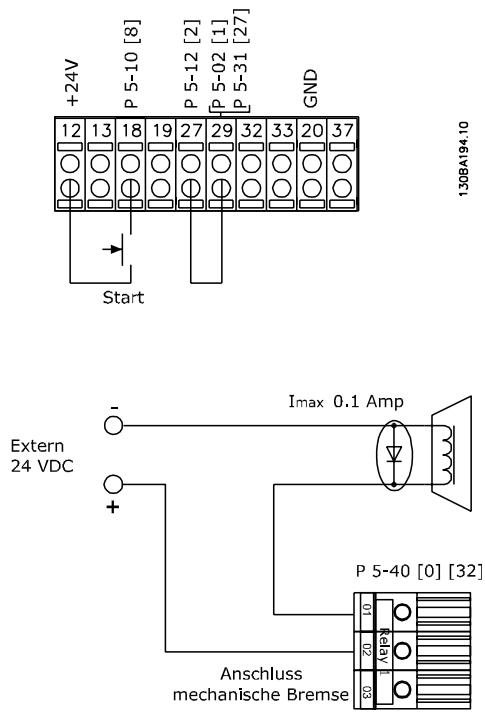 +24V
P 5-10 [8]
P 5-12 [2]
P 5-02 [1]
P 5-31 [27]
GND
12 13 18 19 27 29 32 33 20 37
130BA194.10
Start
Imax 0.1 Amp
-
Extern
24 VDC
+
P 5-40 [0] [32]
01
02
03
Relay 1
Anschluss
mechanische Bremse